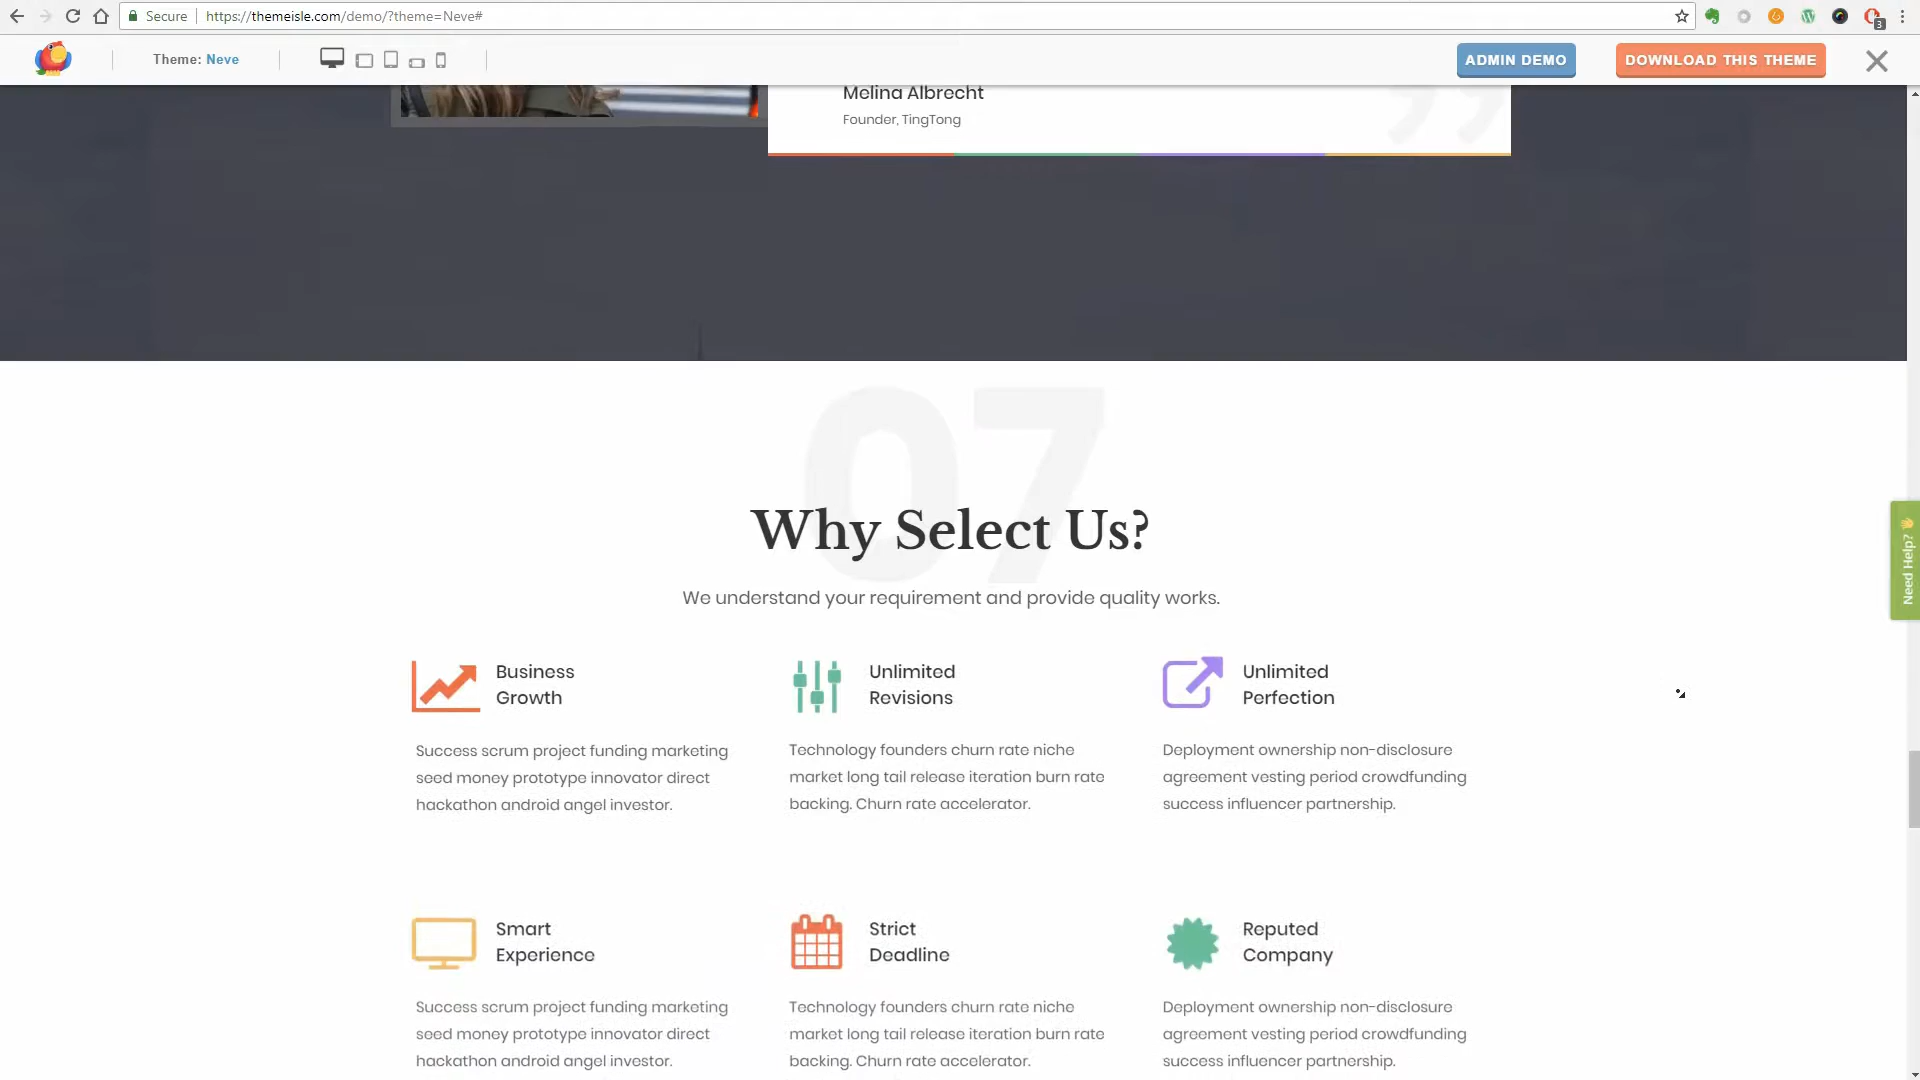 Secure https://themeisle.com/demo/?theme=Neve#
3
Theme: Neve
ADMIN DEMO
DOWNLOAD THIS THEME
Melina Albrecht
Founder, TingTong
07
Why Select Us?
We understand your requirement and provide quality works.
Need Help?
Business
Growth
Success scrum project funding marketing
seed money prototype innovator direct
hackathon android angel investor.
Unlimited
Revisions
Technology founders churn rate niche
market long tail release iteration burn rate
backing. Churn rate accelerator.
Unlimited
Perfection
Deployment ownership non-disclosure
agreement vesting period crowdfunding
success influencer partnership.
Smart
Experience
Success scrum project funding marketing
seed money prototype innovator direct
hackathon android angel investor.
Strict
Deadline
Technology founders churn rate niche
market long tail release iteration burn rate
backing. Churn rate accelerator.
Reputed
Company
Deployment ownership non-disclosure
agreement vesting period crowdfunding
success influencer partnership.